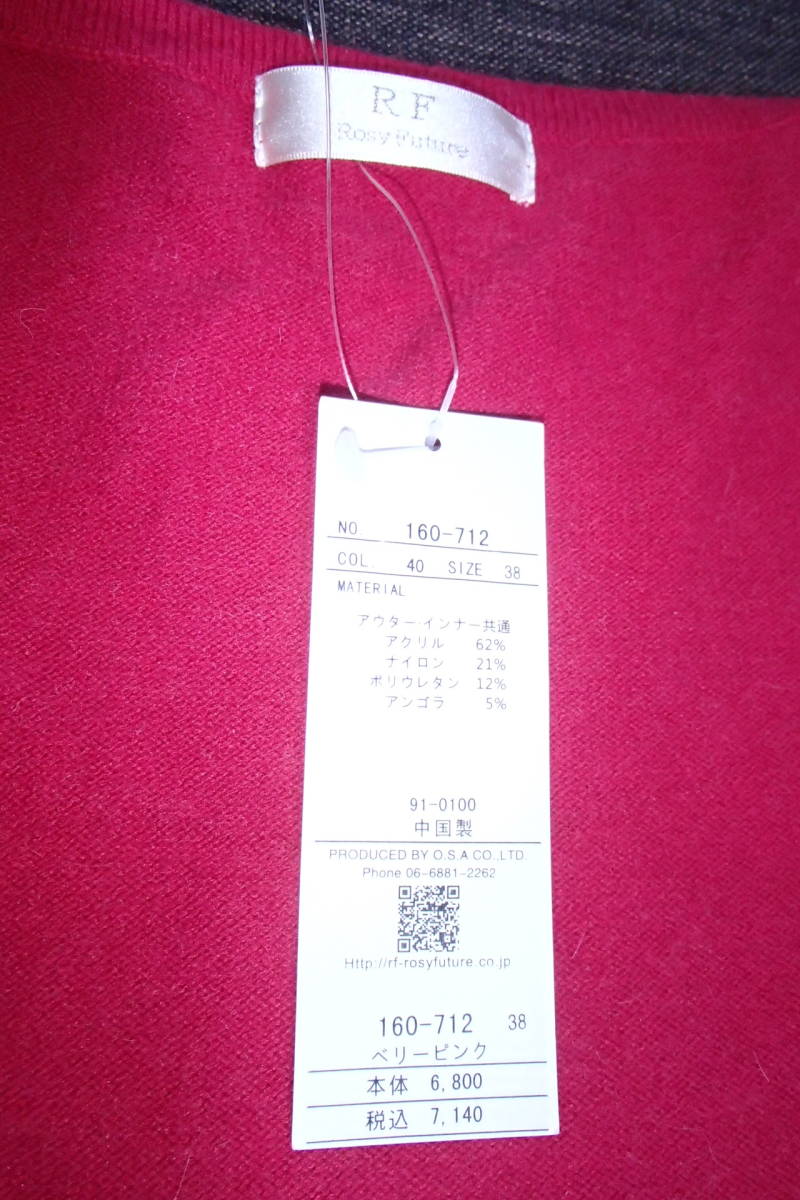 RF
Rosy Future
NO. 160-712
COL. 40 SIZE 38
MATERIAL
アウター・インナー共通
アクリル 62%
ナイロン 21%
ポリウレタン 12%
アンゴラ 5%
91-0100
中国製
PRODUCED BY O.S.A CO.,LTD.
Phone 06-6881-2262
Http://rf-rosyfuture.co.jp
160-712 38
ベリーピンク
本体 6,800
税込 7,140